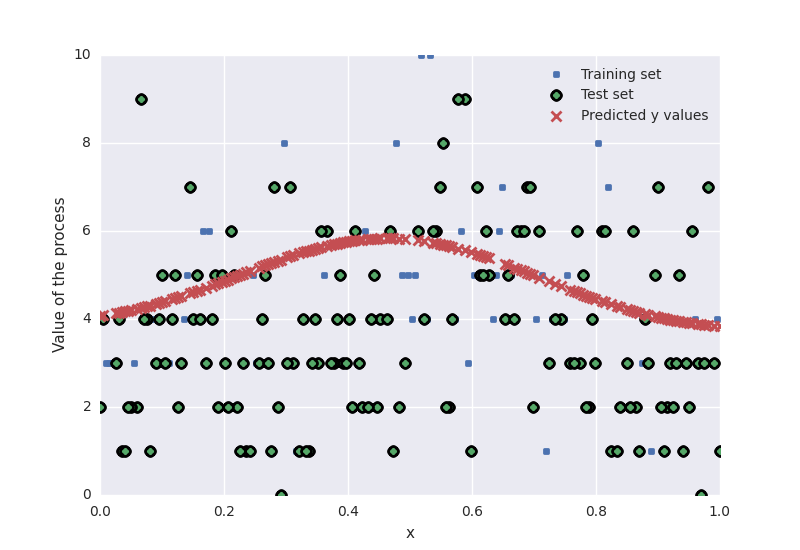 10
Training set
Test set
Predicted y values
8
6
4
2
0
Value of the process
0.0 0.2 0.4 0.6 0.8 1.0
x